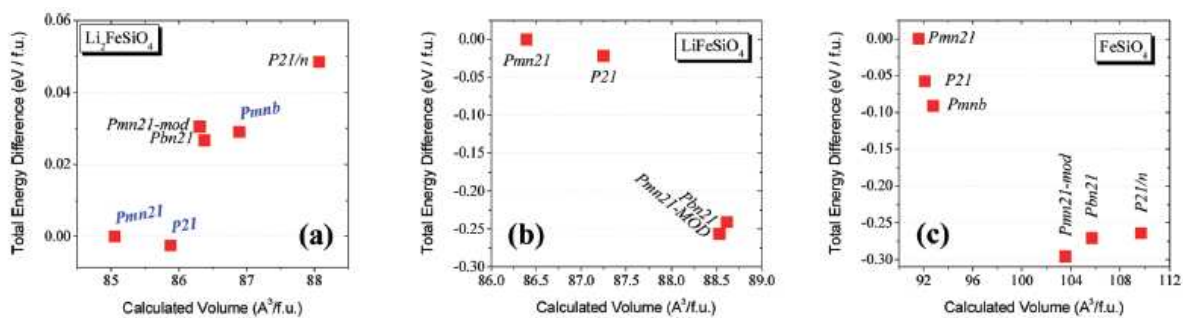 0.06
0.04
0.02
0.00
Total Energy Difference (eV / f.u.)
Li₂FeSiO₄
P21/n
Pmnb
Pmn21-mod
Pbn21
Pmn21
P21
(a)
85 86 87 88
Calculated Volume (A³/f.u.)
0.00
-0.05
-0.10
-0.15
-0.20
-0.25
-0.30
Total Energy Difference (eV / f.u.)
LiFeSiO₄
Pmn21
P21
Pbn21
Pmn21-MOD
(b)
86.0 86.5 87.0 87.5 88.0 88.5 89.0
Calculated Volume (A³/f.u.)
0.00
-0.05
-0.10
-0.15
-0.20
-0.25
-0.30
Total Energy Difference (eV / f.u.)
FeSiO₄
Pmn21
P21
Pmnb
Pmn21-mod
Pbn21
P21/n
(c)
92 96 100 104 108 112
Calculated Volume (A³/f.u.)